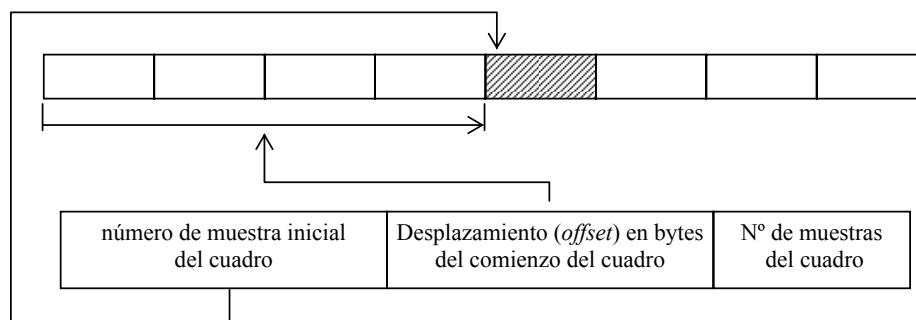 número de muestra inicial
del cuadro
Desplazamiento (offset) en bytes
del comienzo del cuadro
Nº de muestras
del cuadro